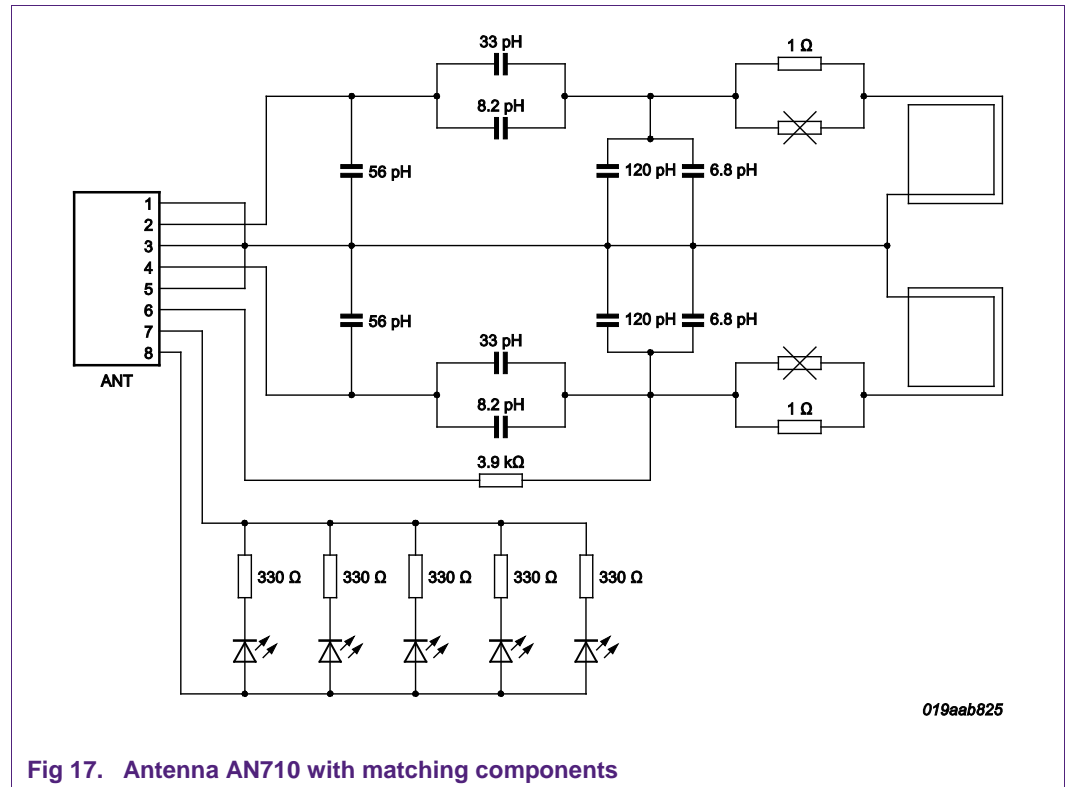 33 pH
8.2 pH
1 Ω
56 pH
120 pH
6.8 pH
1
2
3
4
5
6
7
8
ANT
56 pH
120 pH
6.8 pH
33 pH
8.2 pH
1 Ω
3.9 kΩ
330 Ω
330 Ω
330 Ω
330 Ω
330 Ω
019aab825
Fig 17. Antenna AN710 with matching components